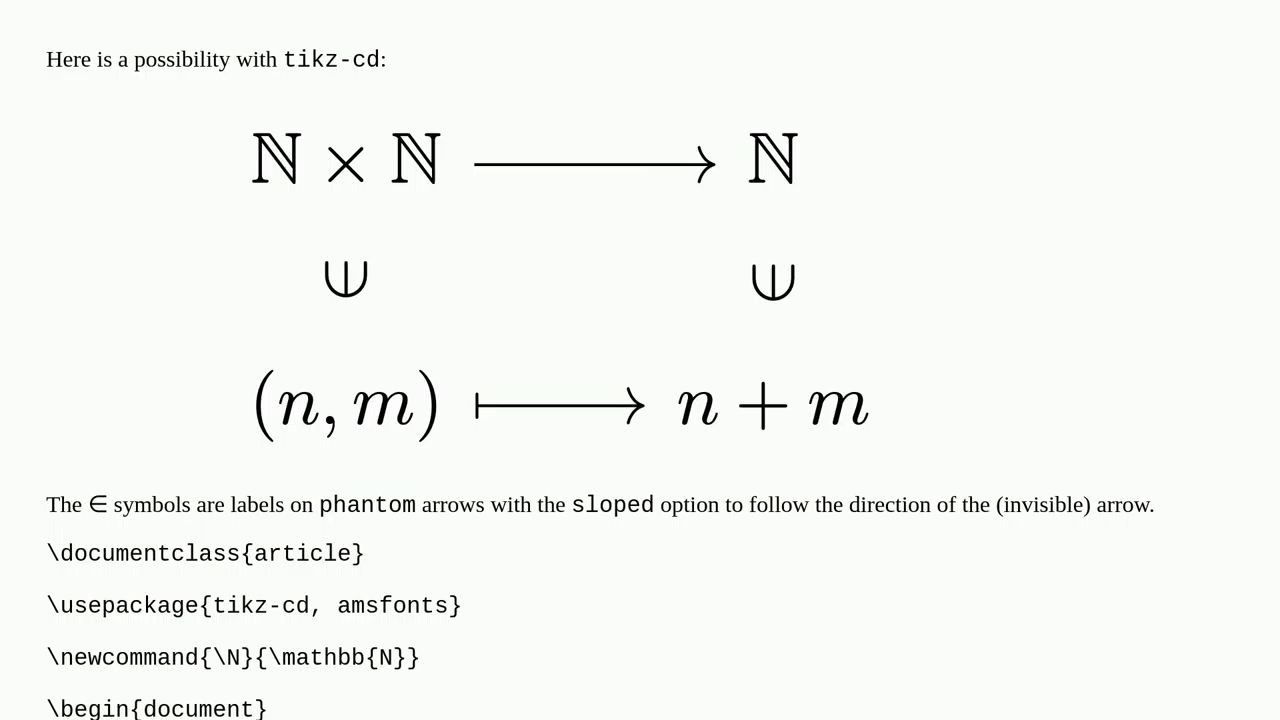 Here is a possibility with tikz-cd:
ℕ × ℕ ⟶ ℕ
⋓ ⋓
(n, m) ⟼ n + m
The ∈ symbols are labels on phantom arrows with the sloped option to follow the direction of the (invisible) arrow.
\documentclass{article}
\usepackage{tikz-cd, amsfonts}
\newcommand{\N}{\mathbb{N}}
\begin{document}